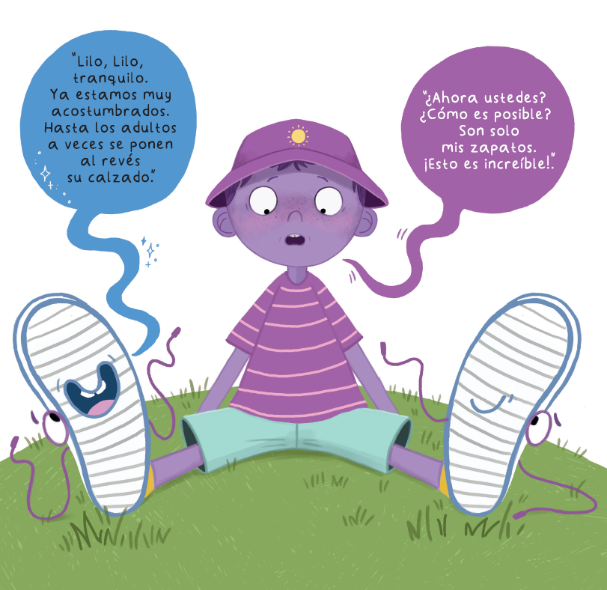 "Lilo, Lilo,
tranquilo.
Ya estamos muy
acostumbrados.
Hasta los adultos
a veces se ponen
al revés
su calzado."
"¿Ahora ustedes?
¿Cómo es posible?
Son solo
mis zapatos.
¡Esto es increíble!".